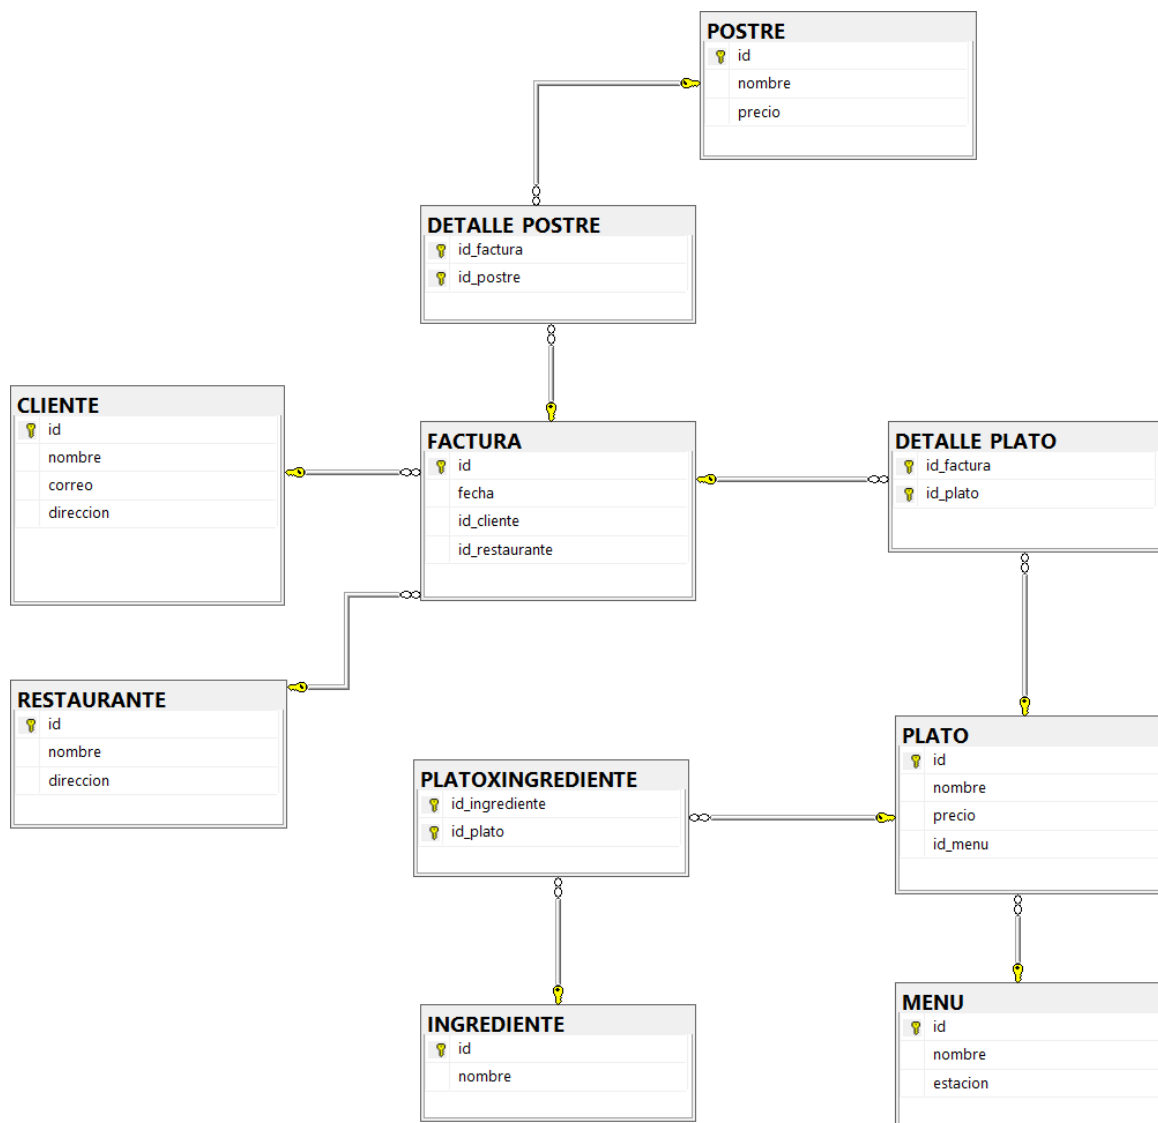 POSTRE
id
nombre
precio
DETALLE POSTRE
id_factura
id_postre
CLIENTE
id
nombre
correo
direccion
FACTURA
id
fecha
id_cliente
id_restaurante
DETALLE PLATO
id_factura
id_plato
RESTAURANTE
id
nombre
direccion
PLATOXINGREDIENTE
id_ingrediente
id_plato
PLATO
id
nombre
precio
id_menu
INGREDIENTE
id
nombre
MENU
id
nombre
estacion